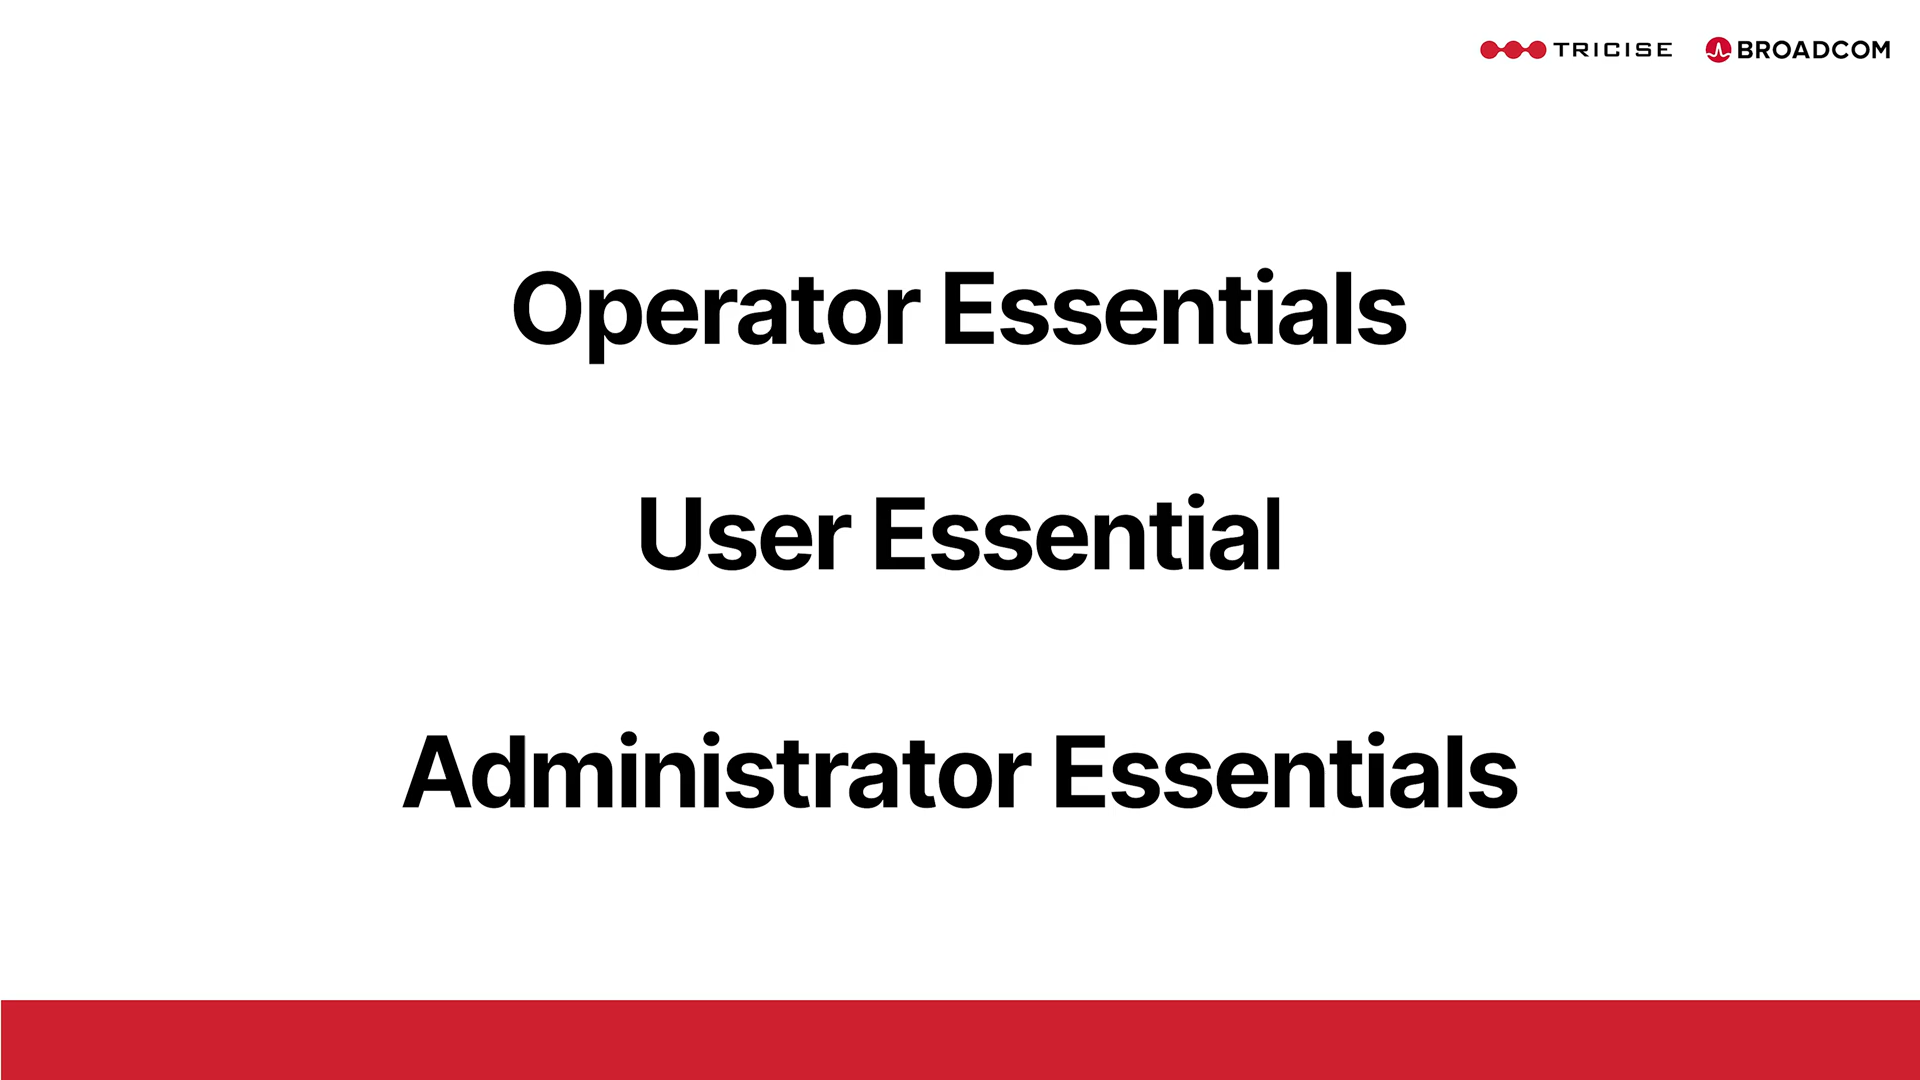 TRICISE BROADCOM
Operator Essentials
User Essential
Administrator Essentials